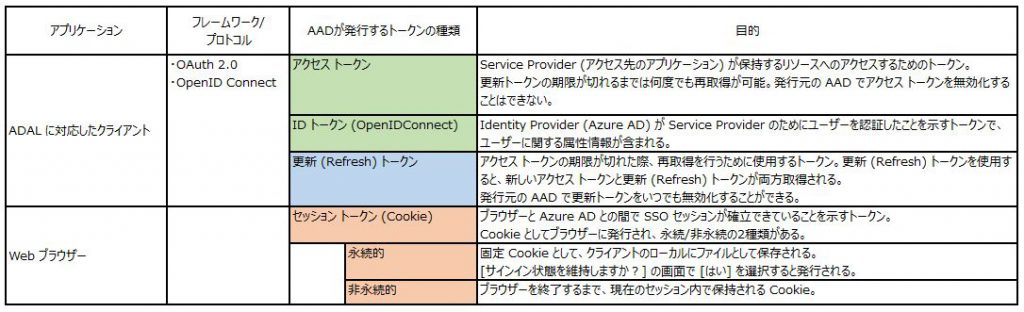 アプリケーション
フレームワーク/
プロトコル
AADが発行するトークンの種類
目的
ADAL に対応したクライアント
・OAuth 2.0
・OpenID Connect
アクセス トークン
Service Provider (アクセス先のアプリケーション) が保持するリソースへのアクセスするためのトークン。
更新トークンの期限が切れるまでは何度でも再取得が可能。発行元の AAD でアクセス トークンを無効化する
ことはできない。
ID トークン (OpenIDConnect)
Identity Provider (Azure AD) が Service Provider のためにユーザーを認証したことを示すトークンで、
ユーザーに関する属性情報が含まれる。
更新 (Refresh) トークン
アクセス トークンの期限が切れた際、再取得を行うために使用するトークン。更新 (Refresh) トークンを使用す
ると、新しいアクセス トークンと更新 (Refresh) トークンが両方取得される。
発行元の AAD で更新トークンをいつでも無効化することができる。
Web ブラウザー
セッション トークン (Cookie)
ブラウザーと Azure AD との間で SSO セッションが確立できていることを示すトークン。
Cookie としてブラウザーに発行され、永続/非永続の2種類がある。
永続的
固定 Cookie として、クライアントのローカルにファイルとして保存される。
[サインイン状態を維持しますか？] の画面で [はい] を選択すると発行される。
非永続的
ブラウザーを終了するまで、現在のセッション内で保持される Cookie。